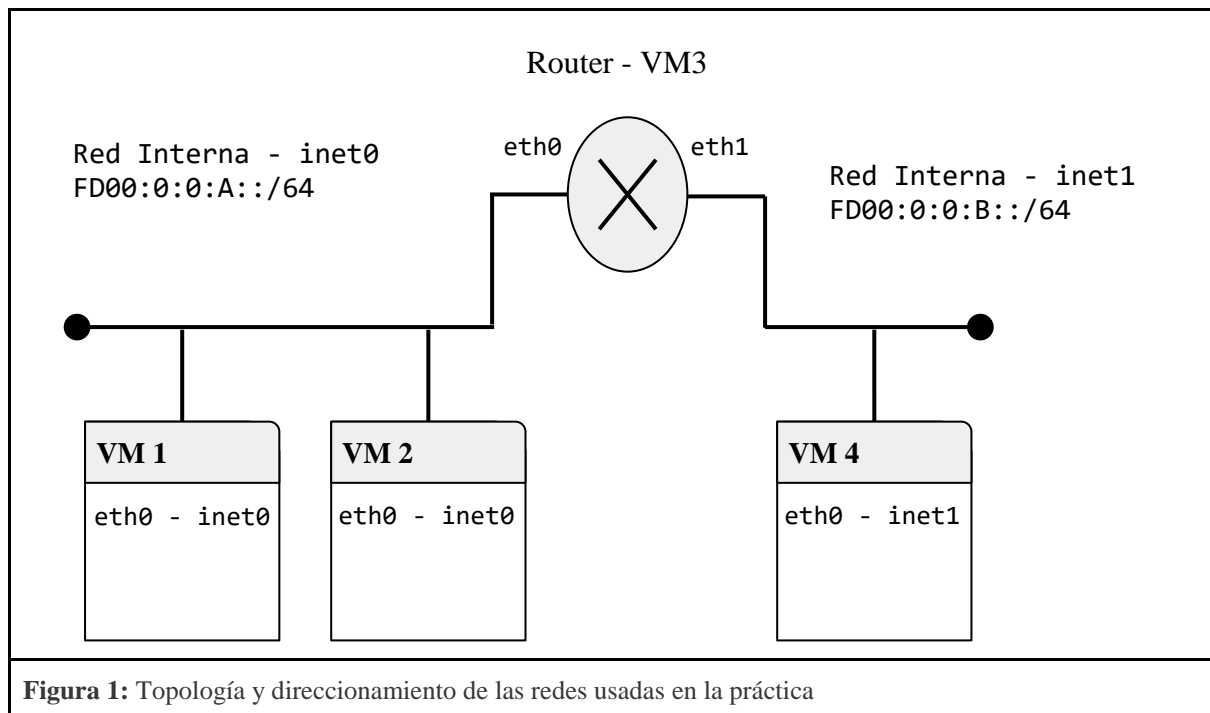 Router - VM3
eth0
eth1
Red Interna - inet0
FD00:0:0:A::/64
Red Interna - inet1
FD00:0:0:B::/64
VM 1
eth0 - inet0
VM 2
eth0 - inet0
VM 4
eth0 - inet1
Figura 1: Topología y direccionamiento de las redes usadas en la práctica